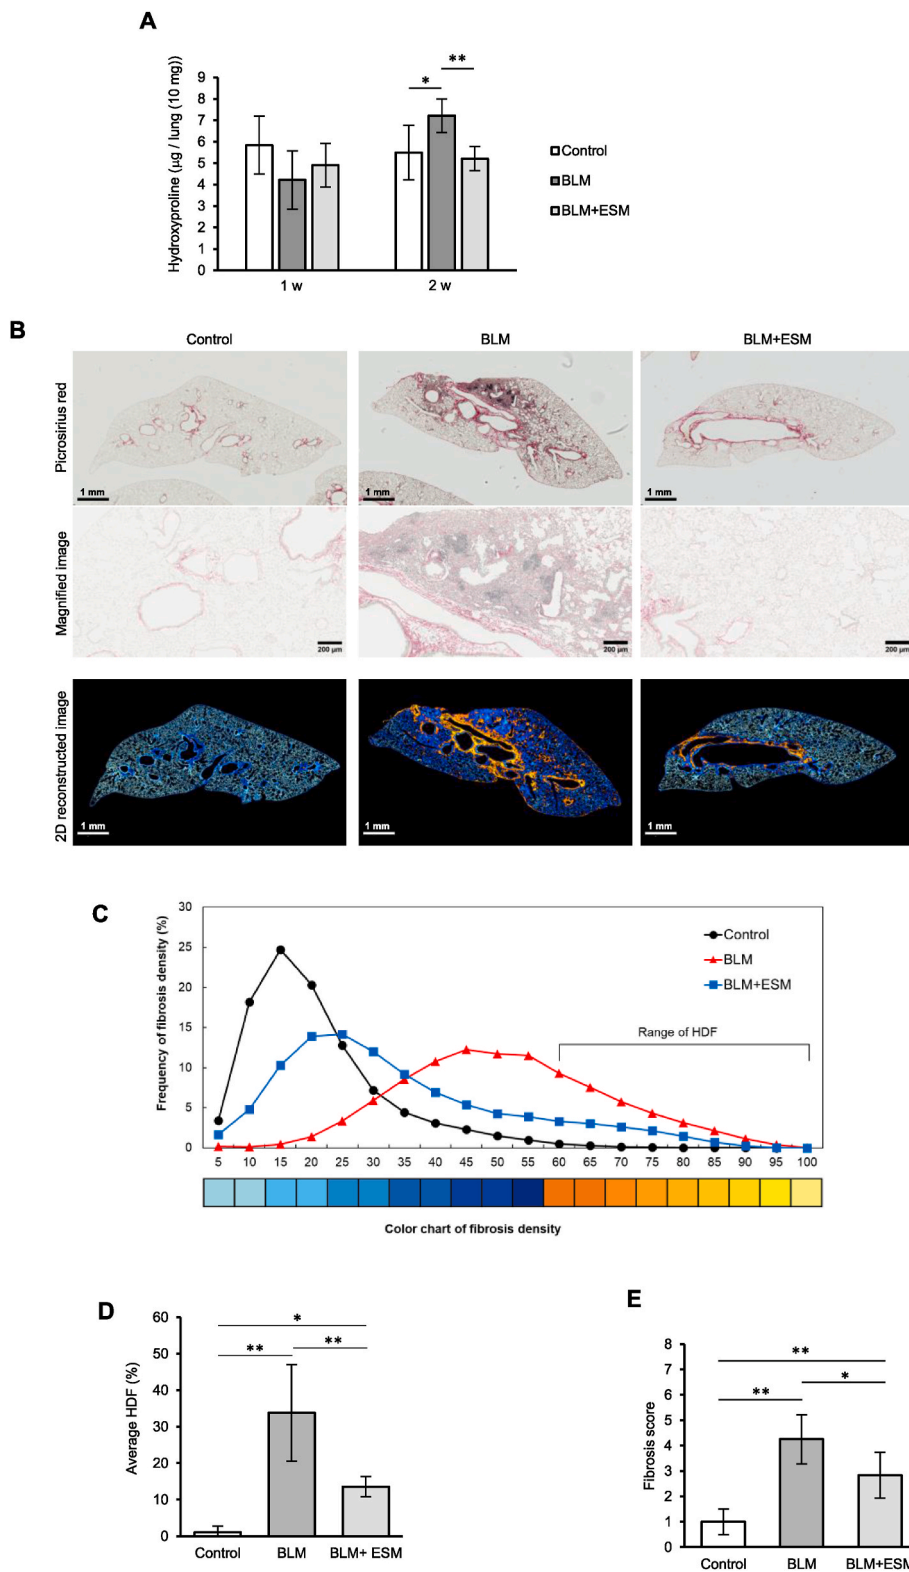 A
Hydroxyproline (µg / lung (10 mg))
9
8
7
6
5
4
3
2
1
0
*
**
1 w
2 w
Control
BLM
BLM+ESM
B
Control
BLM
BLM+ESM
Picrosirius red
1 mm
1 mm
1 mm
Magnified image
200 µm
200 µm
200 µm
2D reconstructed image
1 mm
1 mm
1 mm
C
Frequency of fibrosis density (%)
30
25
20
15
10
5
0
Control
BLM
BLM+ESM
Range of HDF
5 10 15 20 25 30 35 40 45 50 55 60 65 70 75 80 85 90 95 100
Color chart of fibrosis density
D
Average HDF (%)
60
50
40
30
20
10
0
*
**
**
Control
BLM
BLM+ ESM
E
Fibrosis score
8
7
6
5
4
3
2
1
0
**
**
*
Control
BLM
BLM+ESM